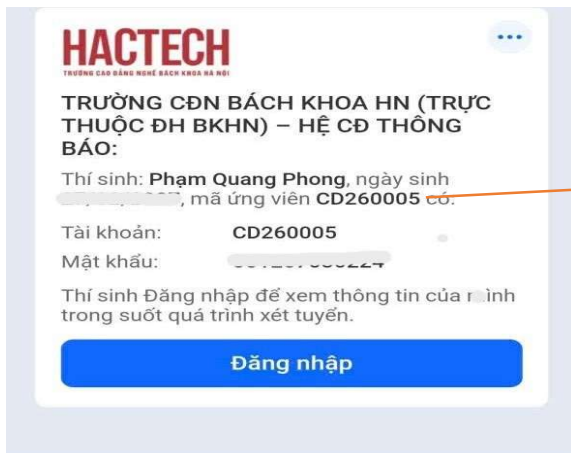 HACTECH
TRƯỜNG CAO ĐẲNG NGHỀ BÁCH KHOA HÀ NỘI
TRƯỜNG CĐN BÁCH KHOA HN (TRỰC
THUỘC ĐH BKHN) – HỆ CĐ THÔNG
BÁO:
Thí sinh: Phạm Quang Phong, ngày sinh
, mã ứng viên CD260005 có:
Tài khoản: CD260005
Mật khẩu:
Thí sinh Đăng nhập để xem thông tin của mình
trong suốt quá trình xét tuyển.
Đăng nhập